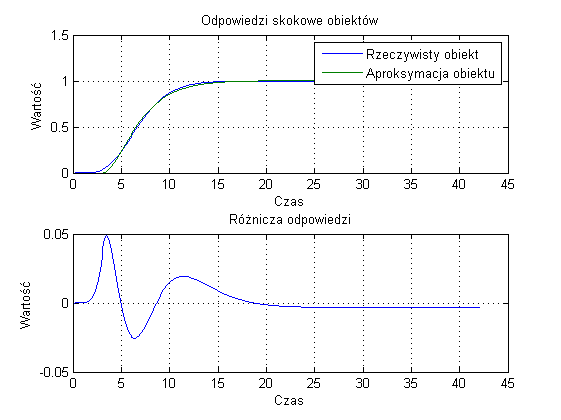 Odpowiedzi skokowe obiektów
1.5
1
0.5
0
Wartość
Rzeczywisty obiekt
Aproksymacja obiektu
0 5 10 15 20 25 30 35 40 45
Czas
Różnicza odpowiedzi
0.05
0
-0.05
Wartość
0 5 10 15 20 25 30 35 40 45
Czas